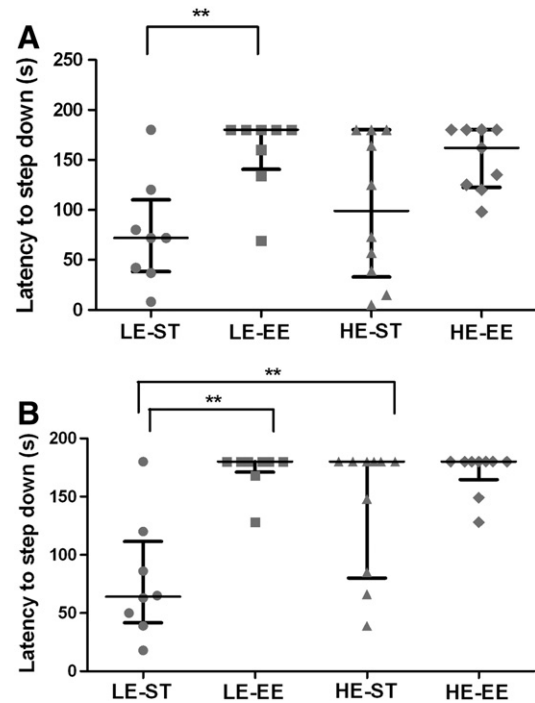 A
**
Latency to step down (s)
250
200
150
100
50
0
LE-ST LE-EE HE-ST HE-EE
B
**
**
Latency to step down (s)
200
150
100
50
0
LE-ST LE-EE HE-ST HE-EE